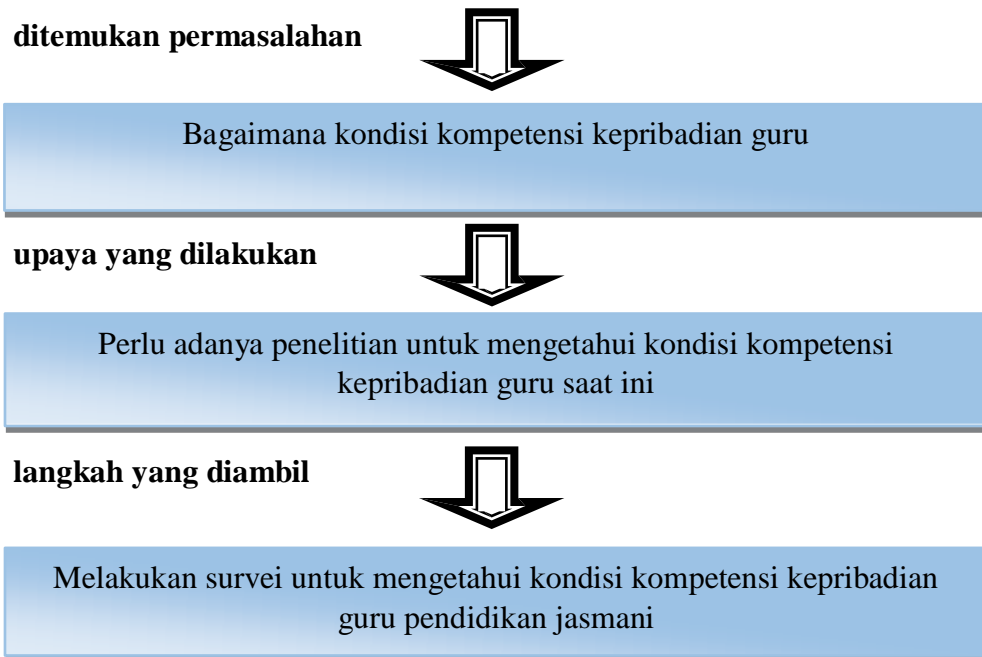 ditemukan permasalahan
Bagaimana kondisi kompetensi kepribadian guru
upaya yang dilakukan
Perlu adanya penelitian untuk mengetahui kondisi kompetensi
kepribadian guru saat ini
langkah yang diambil
Melakukan survei untuk mengetahui kondisi kompetensi kepribadian
guru pendidikan jasmani